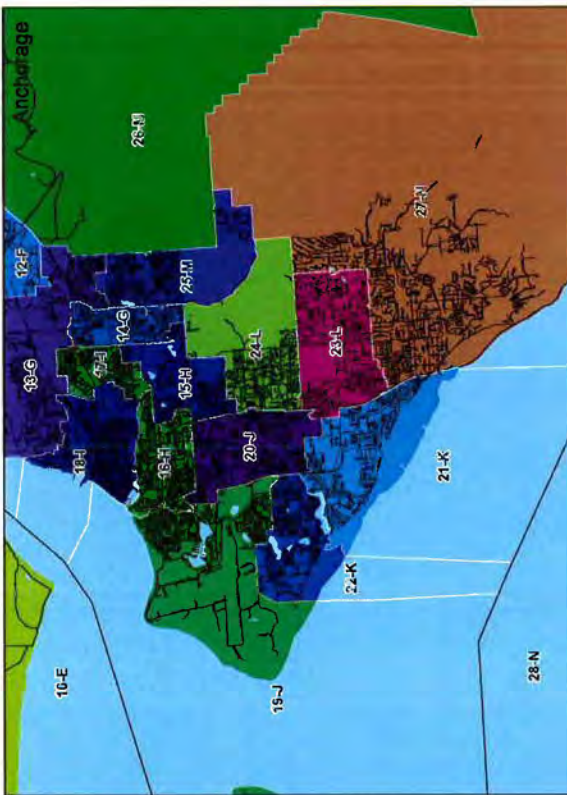 10-E
19-J
28-N
22-K
21-K
18-I
16-H
20-J
13-G
17-I
15-H
24-L
23-L
14-G
12-F
25-M
26-M
27-N
Anchorage